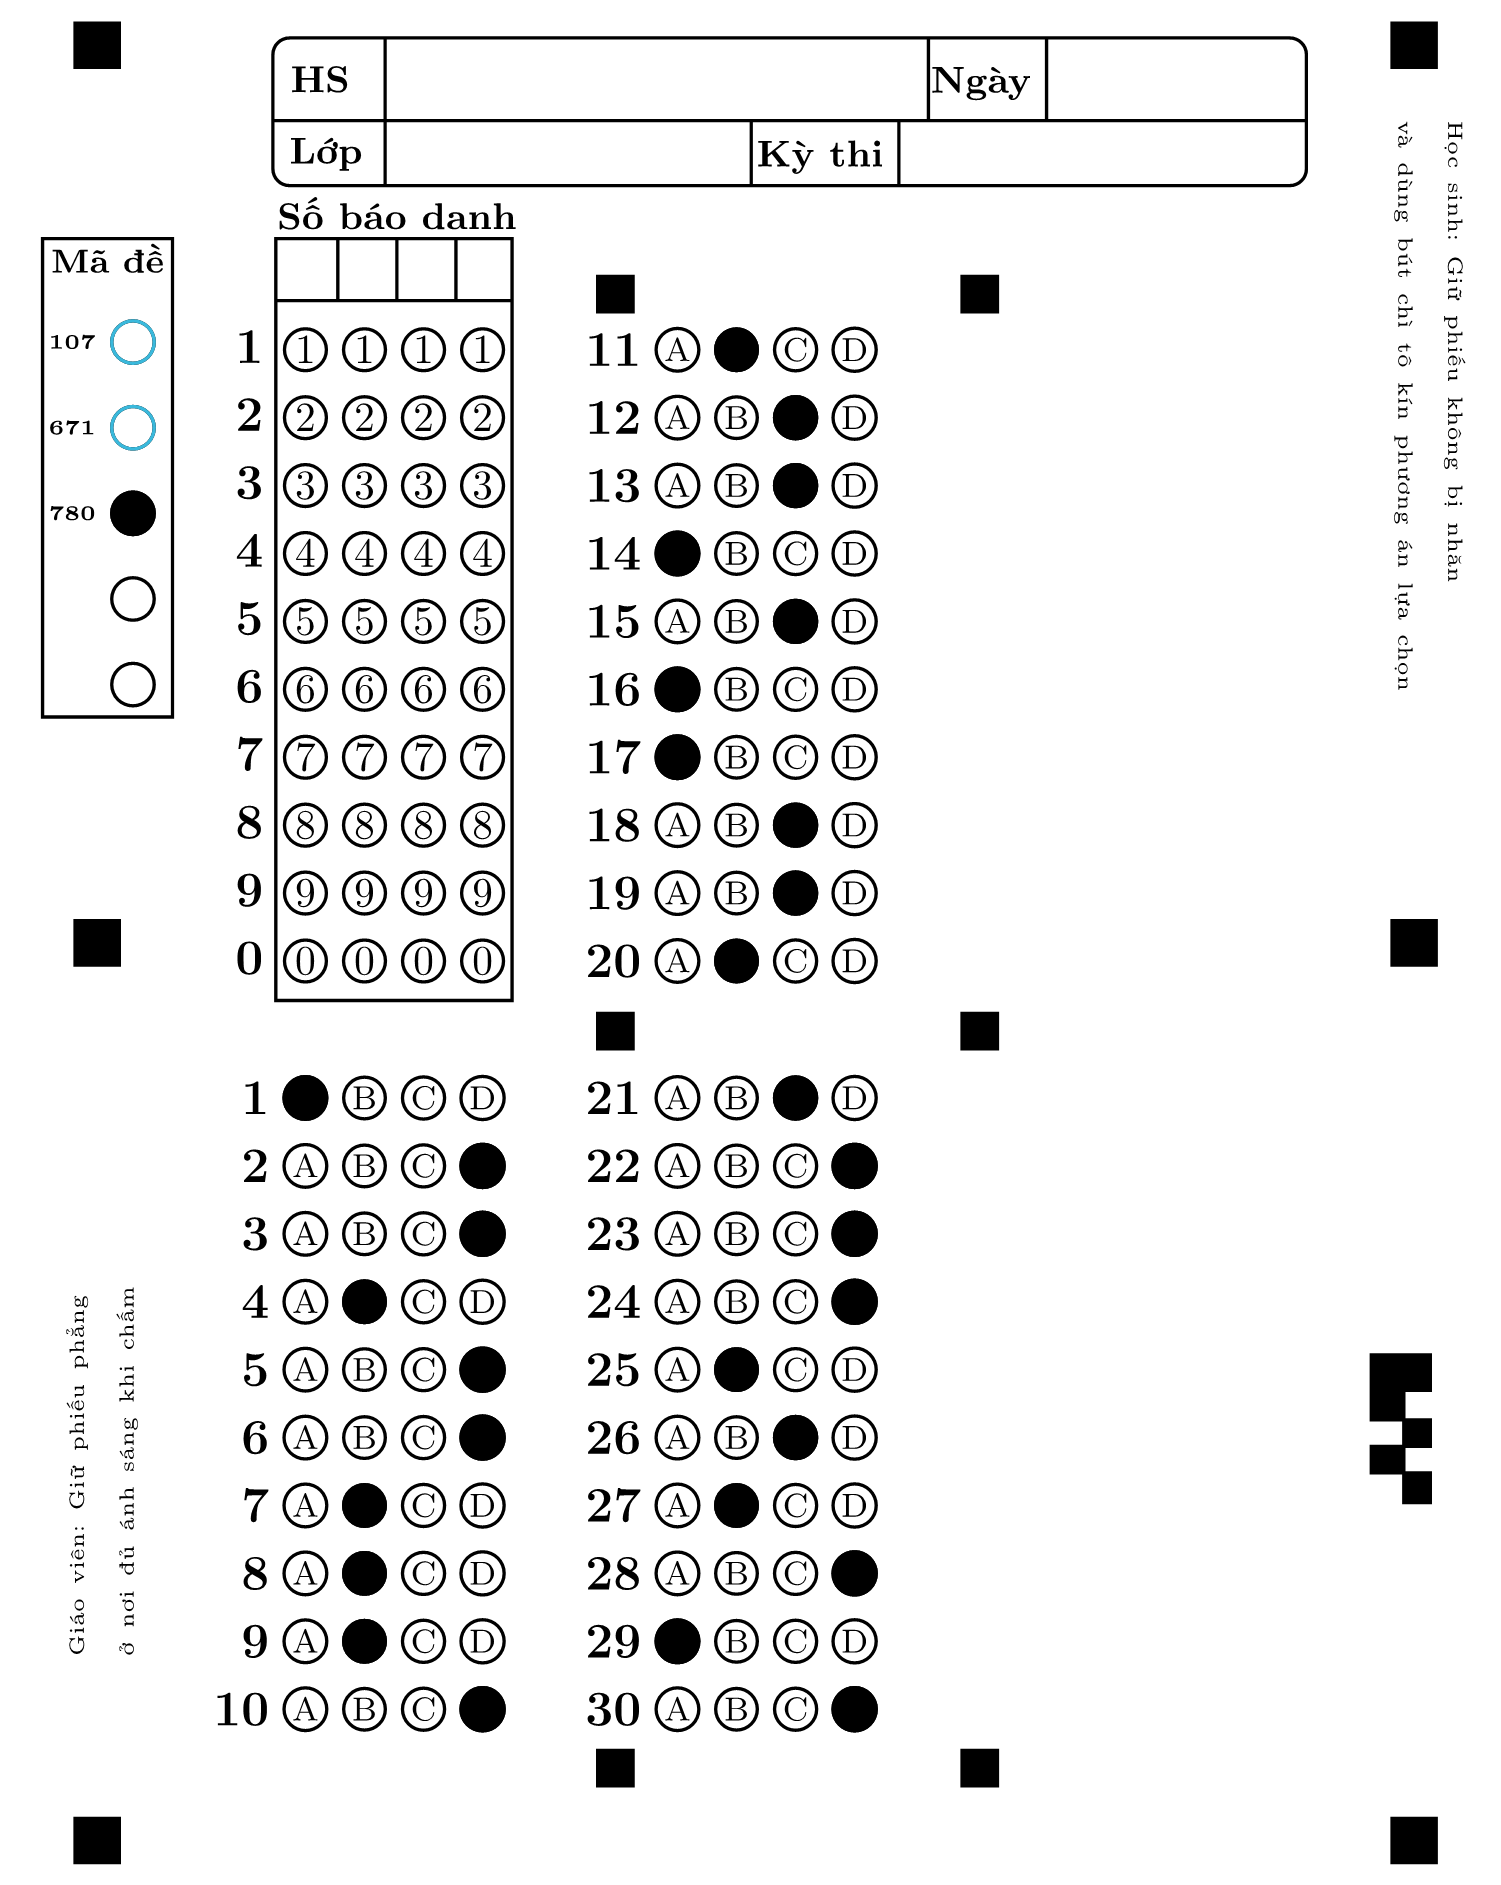 HS
Ngày
Lớp
Kỳ thi
Số báo danh
Mã đề
107
671
780
1 1 1 1 1
2 2 2 2 2
3 3 3 3 3
4 4 4 4 4
5 5 5 5 5
6 6 6 6 6
7 7 7 7 7
8 8 8 8 8
9 9 9 9 9
0 0 0 0 0
11 A C D
12 A B D
13 A B D
14 B C D
15 A B D
16 B C D
17 B C D
18 A B D
19 A B D
20 A C D
1 B C D
2 A B C
3 A B C
4 A C D
5 A B C
6 A B C
7 A C D
8 A C D
9 A C D
10 A B C
21 A B D
22 A B C
23 A B C
24 A B C
25 A C D
26 A B D
27 A C D
28 A B C
29 B C D
30 A B C
Học sinh: Giữ phiếu không bị nhăn
và dùng bút chì tô kín phương án lựa chọn
Giáo viên: Giữ phiếu phẳng
ở nơi đủ ánh sáng khi chấm